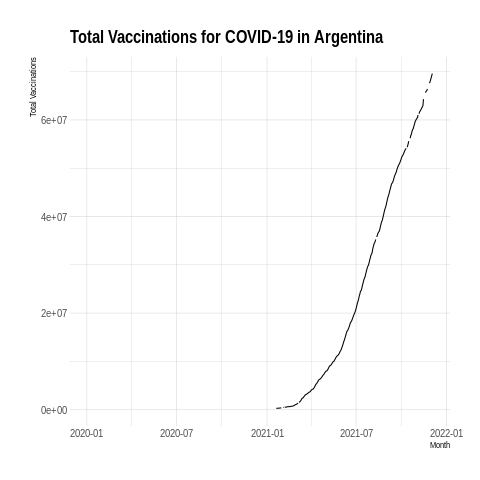 Total Vaccinations for COVID-19 in Argentina
Total Vaccinations
6e+07
4e+07
2e+07
0e+00
2020-01 2020-07 2021-01 2021-07 2022-01
Month